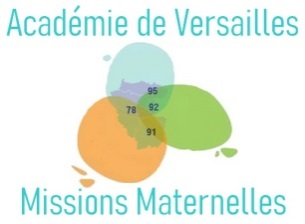 Académie de Versailles
95
78 92
91
Missions Maternelles